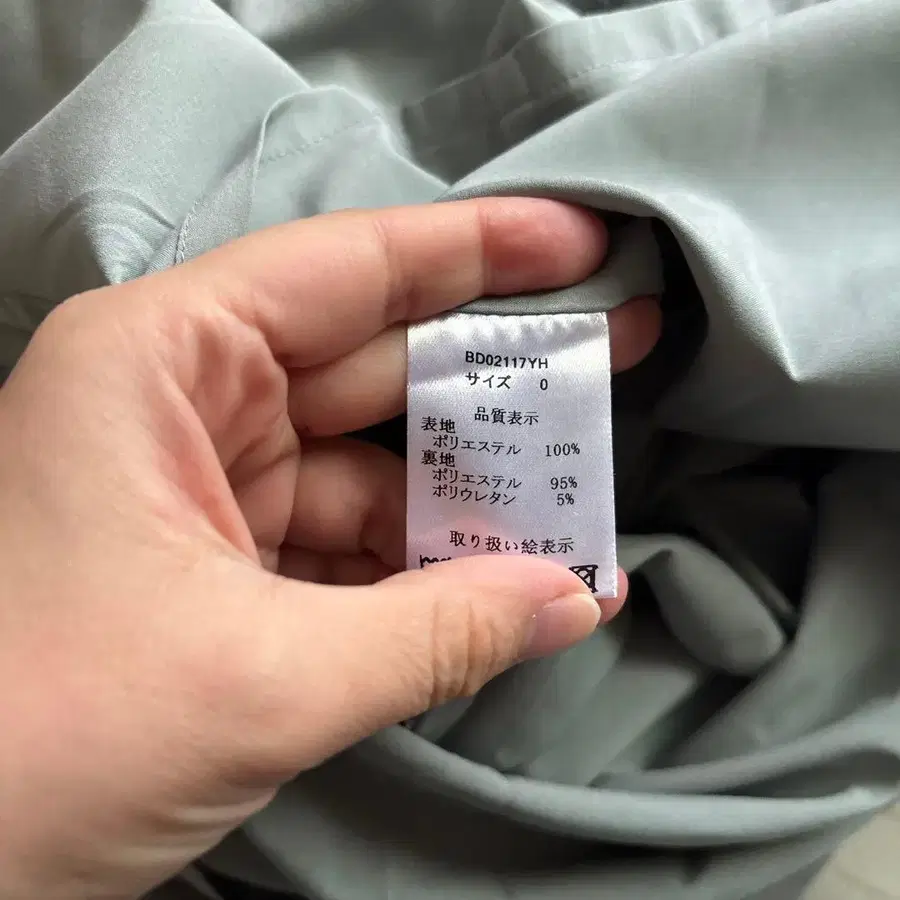 BD02117YH
サイズ 0
品質表示
表地
ポリエステル 100%
裏地
ポリエステル 95%
ポリウレタン 5%
取り扱い絵表示